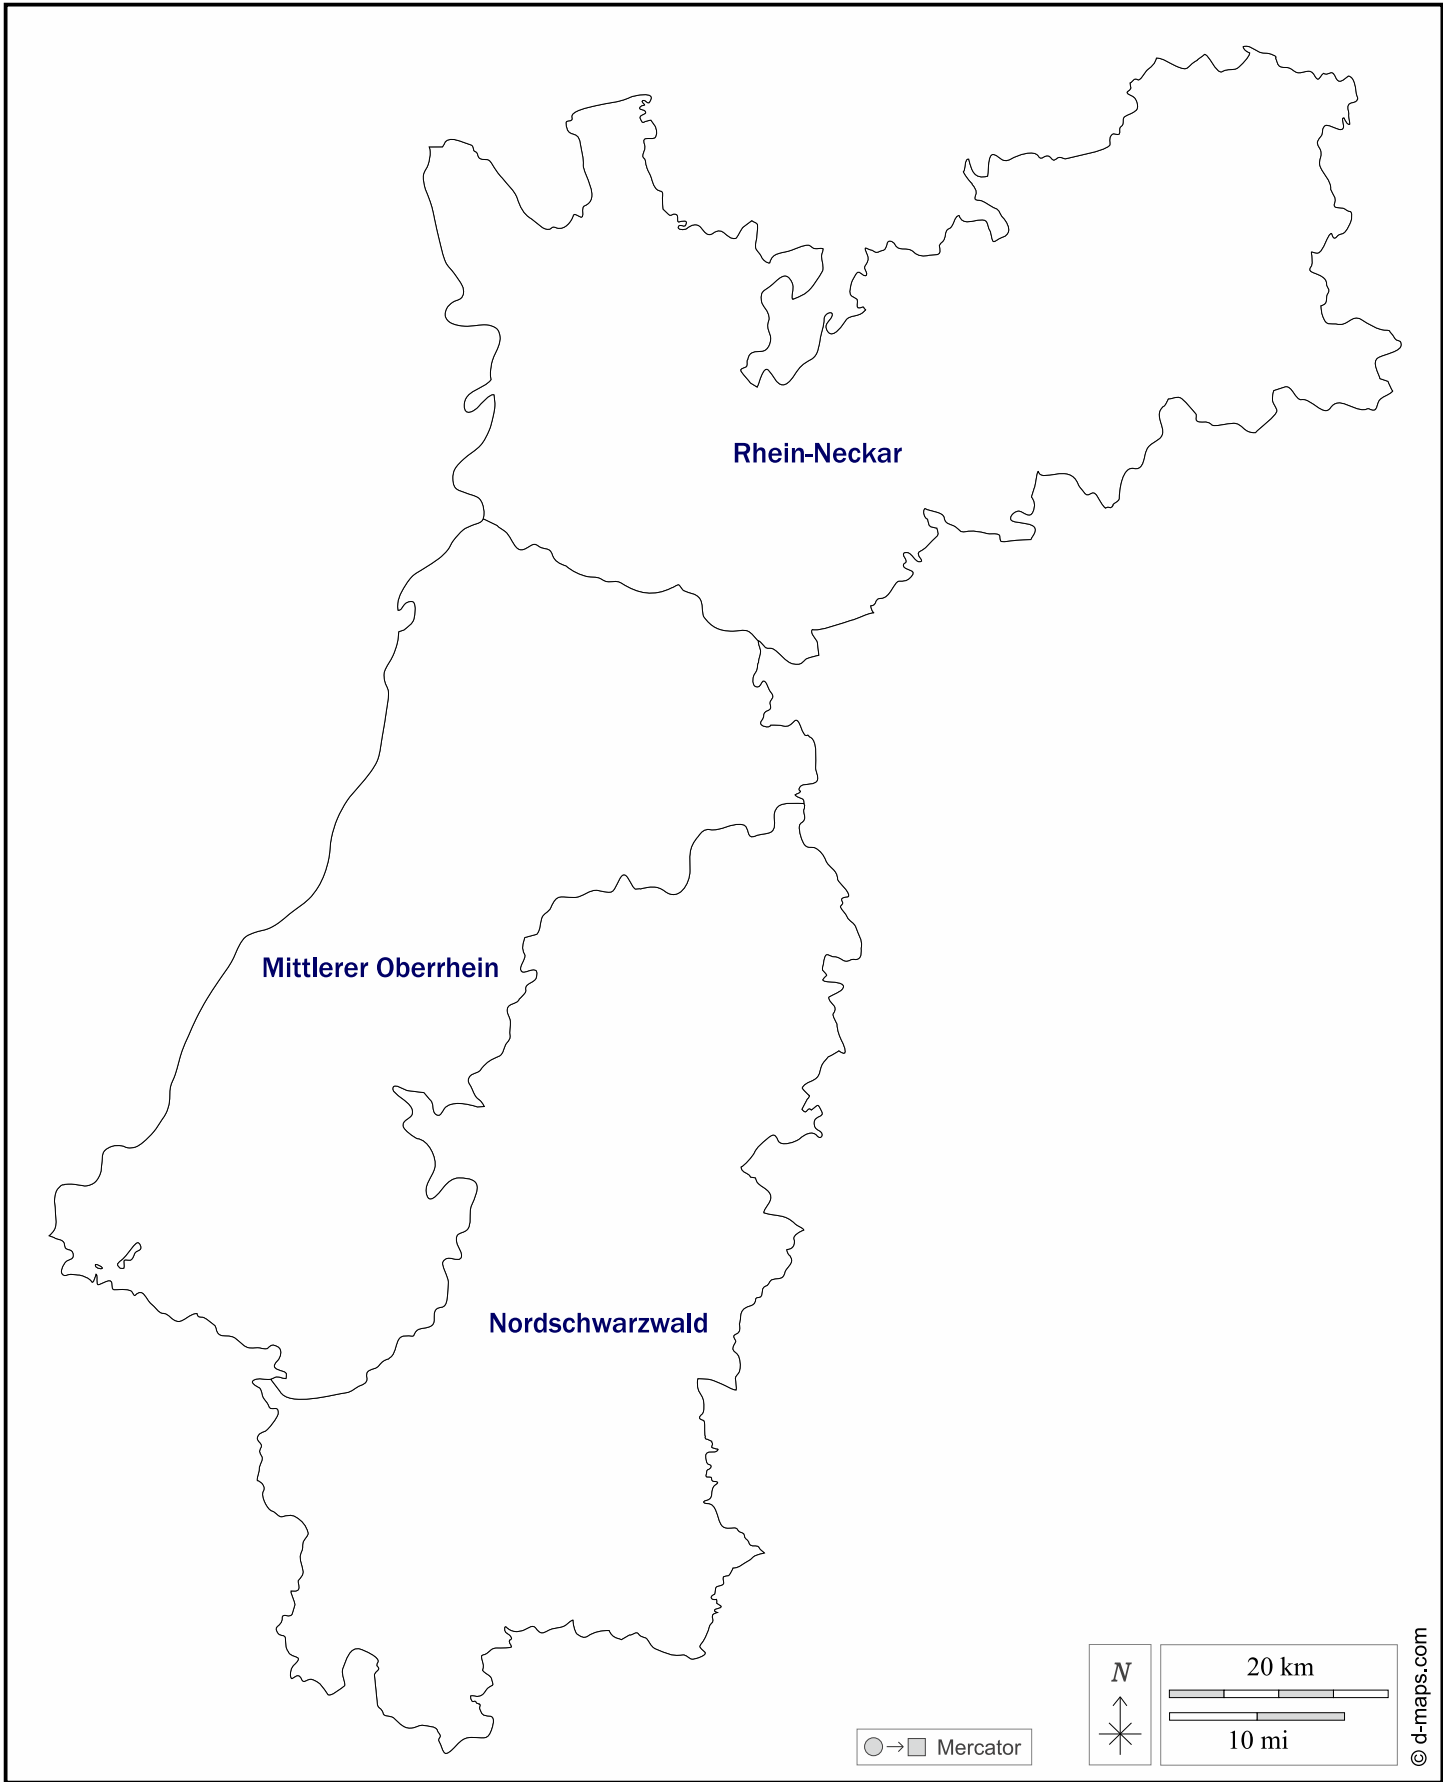 Rhein-Neckar
Mittlerer Oberrhein
Nordschwarzwald
N
20 km
10 mi
Mercator
© d-maps.com